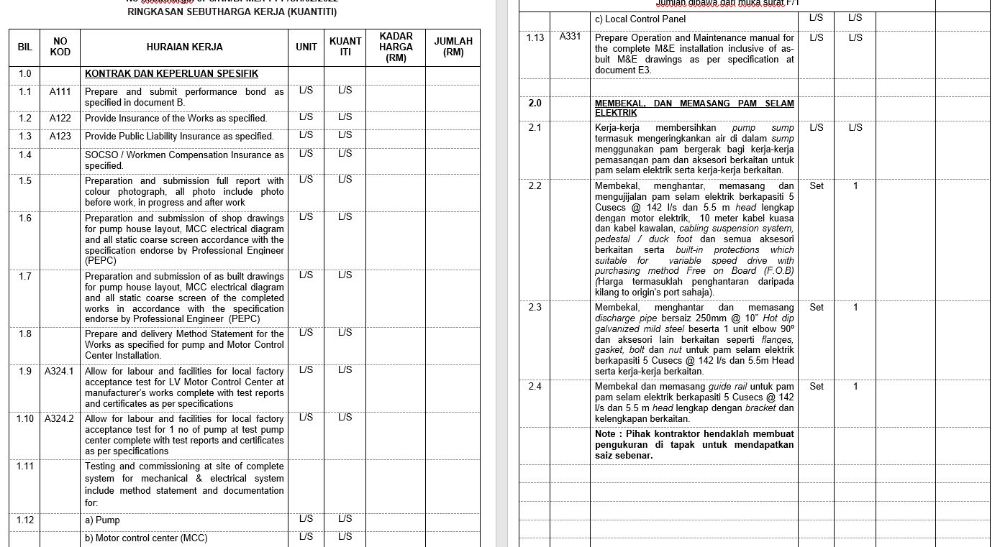 RINGKASAN SEBUTHARGA KERJA (KUANTITI)
BIL
NO KOD
HURAIAN KERJA
UNIT
KUANTITI
KADAR HARGA (RM)
JUMLAH (RM)
1.0 KONTRAK DAN KEPERLUAN SPESIFIK
1.1 A111 Prepare and submit performance bond as L/S L/S
specified in document B.
1.2 A122 Provide Insurance of the Works as specified. L/S L/S
1.3 A123 Provide Public Liability Insurance as specified. L/S L/S
1.4 SOCSO / Workmen Compensation Insurance as L/S L/S
specified.
1.5 Preparation and submission full report with L/S L/S
colour photograph, all photo include photo
before work, in progress and after work
1.6 Preparation and submission of shop drawings L/S L/S
for pump house layout, MCC electrical diagram
and all static coarse screen accordance with the
specification endorse by Professional Engineer
(PEPC)
1.7 Preparation and submission of as built drawings L/S L/S
for pump house layout, MCC electrical diagram
and all static coarse screen of the completed
works in accordance with the specification
endorse by Professional Engineer (PEPC)
1.8 Prepare and delivery Method Statement for the L/S L/S
Works as specified for pump and Motor Control
Center Installation.
1.9 A324.1 Allow for labour and facilities for local factory L/S L/S
acceptance test for LV Motor Control Center at
manufacturer's works complete with test reports
and certificates as per specifications
1.10 A324.2 Allow for labour and facilities for local factory L/S L/S
acceptance test for 1 no of pump at test pump
center complete with test reports and certificates
as per specifications
1.11 Testing and commissioning at site of complete
system for mechanical & electrical system
include method statement and documentation
for:
1.12 a) Pump L/S L/S
b) Motor control center (MCC) L/S L/S
Jumlah dibawa dari muka surat F/1
c) Local Control Panel L/S L/S
1.13 A331 Prepare Operation and Maintenance manual for L/S L/S
the complete M&E installation inclusive of as-
buit M&E drawings as per specification at
document E3.
2.0 MEMBEKAL, DAN MEMASANG PAM SELAM
ELEKTRIK
2.1 Kerja-kerja membersihkan pump sump L/S L/S
termasuk mengeringkankan air di dalam sump
menggunakan pam bergerak bagi kerja-kerja
pemasangan pam dan aksesori berkaitan untuk
pam selam elektrik serta kerja-kerja berkaitan.
2.2 Membekal, menghantar, memasang dan Set 1
mengujijalan pam selam elektrik berkapasiti 5
Cusecs @ 142 l/s dan 5.5 m head lengkap
dengan motor elektrik, 10 meter kabel kuasa
dan kabel kawalan, cabling suspension system,
pedestal / duck foot dan semua aksesori
berkaitan serta built-in protections which
suitable for variable speed drive with
purchasing method Free on Board (F.O.B)
(Harga termasuklah penghantaran daripada
kilang to origin's port sahaja).
2.3 Membekal, menghantar dan memasang Set 1
discharge pipe bersaiz 250mm @ 10" Hot dip
galvanized mild steel beserta 1 unit elbow 90º
dan aksesori lain berkaitan seperti flanges,
gasket, bolt dan nut untuk pam selam elektrik
berkapasiti 5 Cusecs @ 142 l/s dan 5.5m Head
serta kerja-kerja berkaitan.
2.4 Membekal dan memasang guide rail untuk pam Set 1
pam selam elektrik berkapasiti 5 Cusecs @ 142
l/s dan 5.5 m head lengkap dengan bracket dan
kelengkapan berkaitan.
Note : Pihak kontraktor hendaklah membuat
pengukuran di tapak untuk mendapatkan
saiz sebenar.